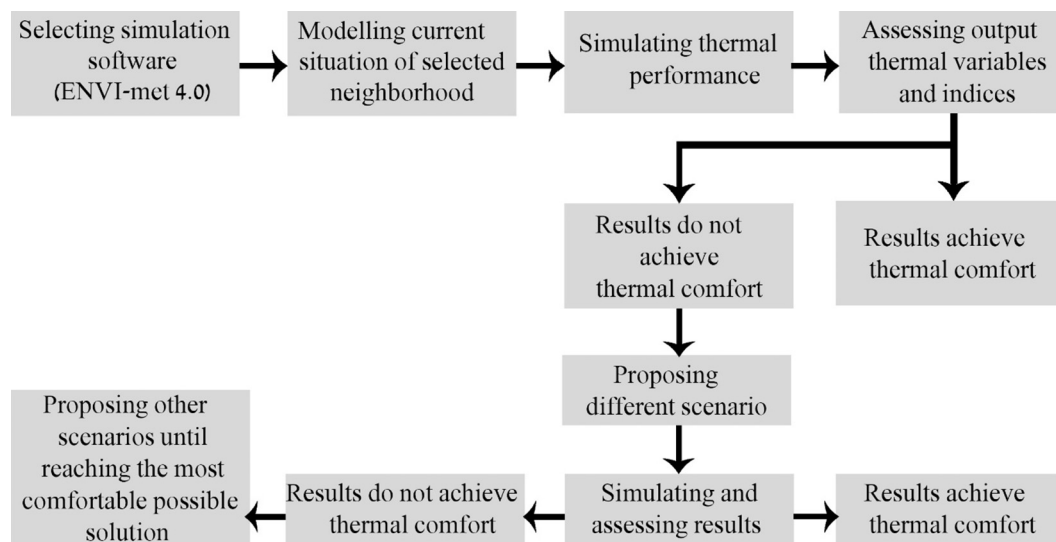 Selecting simulation
software
(ENVI-met 4.0)
Modelling current
situation of selected
neighborhood
Simulating thermal
performance
Assessing output
thermal variables
and indices
Results do not
achieve
thermal comfort
Results achieve
thermal comfort
Proposing
different scenario
Proposing other
scenarios until
reaching the most
comfortable possible
solution
Results do not achieve
thermal comfort
Simulating and
assessing results
Results achieve
thermal comfort